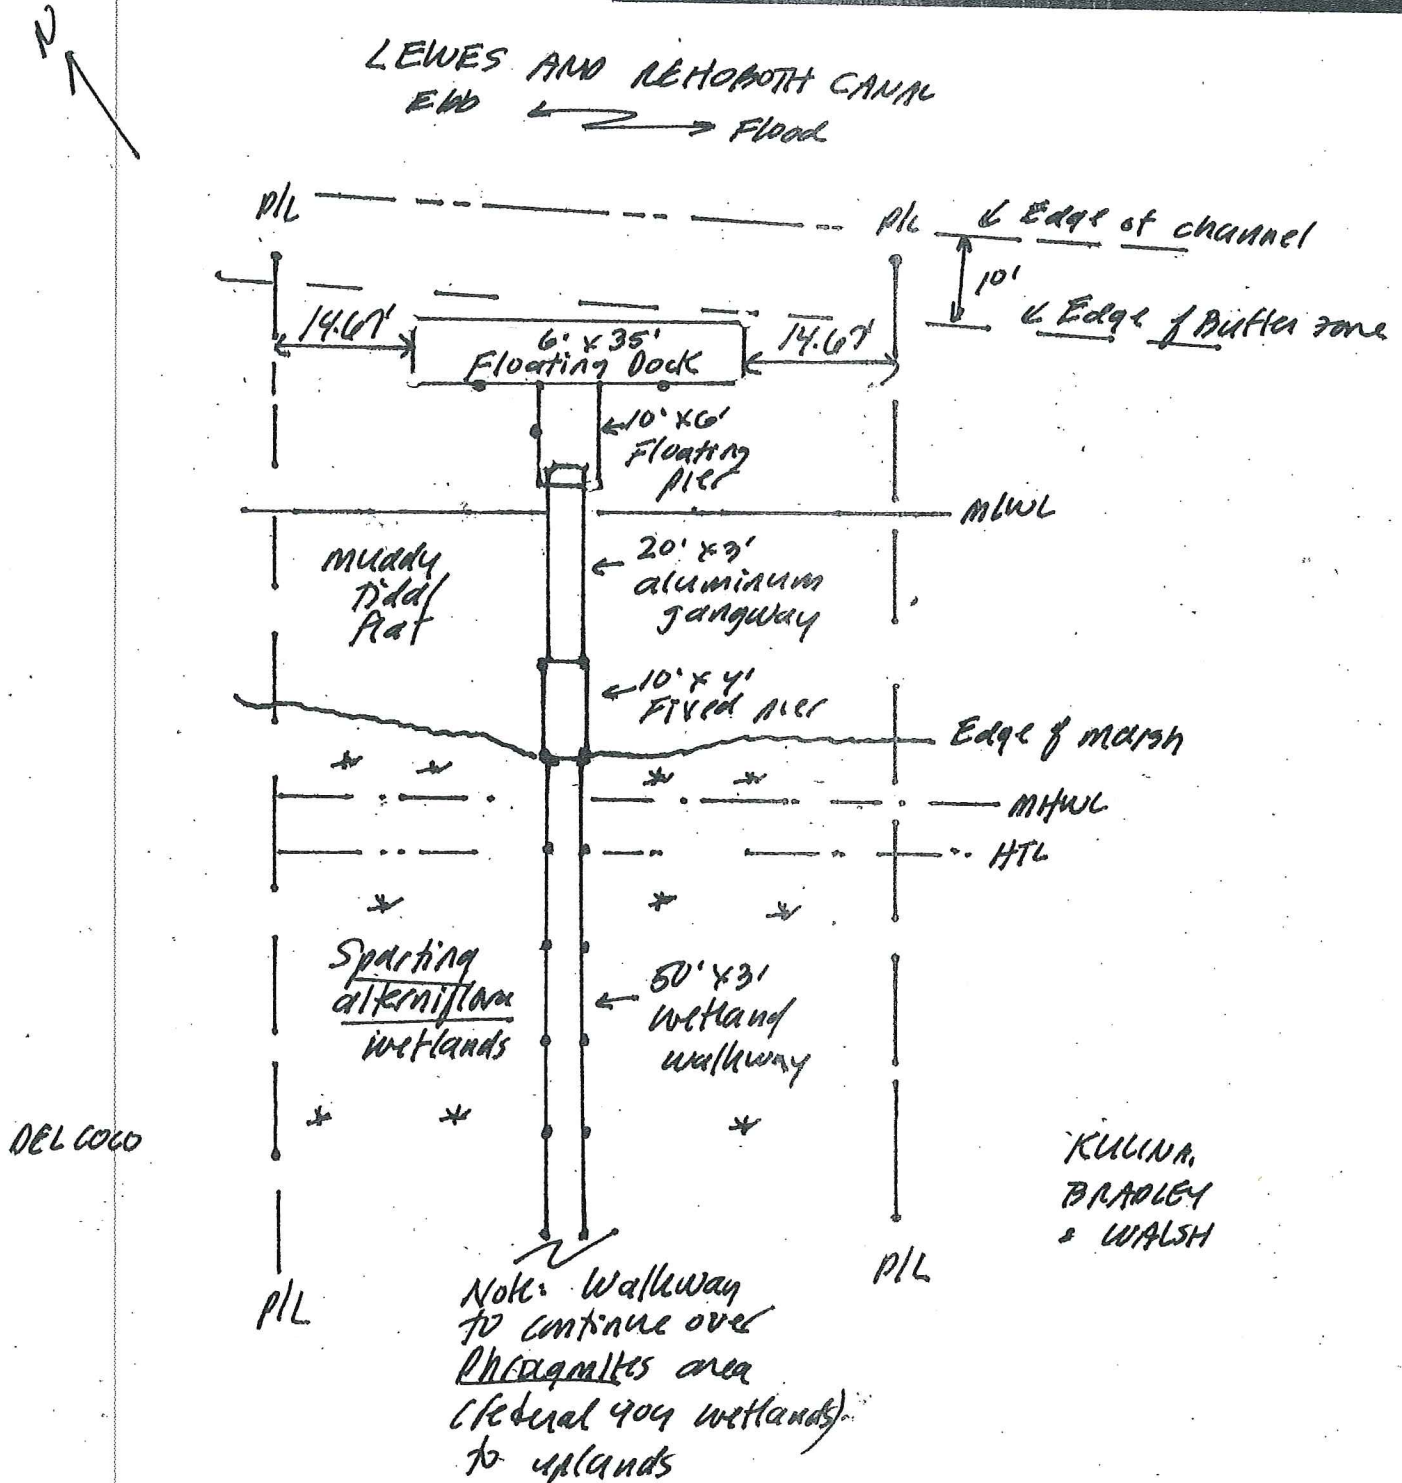 N
LEWES AND REHOBOTH CANAL
Ebb
Flood
P/L
P/L
Edge of channel
10'
Edge of Buffer zone
14.67'
6' x 35'
Floating Dock
14.67'
10' x 6'
Floating
pier
MLWL
muddy
tidal
flat
20' x 3'
aluminum
gangway
10' x 4'
Fixed pier
Edge of marsh
MHWL
HTL
Spartina
alterniflora
wetlands
50' x 3'
wetland
walkway
DEL COCO
KULINA,
BRADLEY
& WALSH
P/L
P/L
Note: Walkway
to continue over
Phragmites area
(federal 404 wetlands)
to uplands